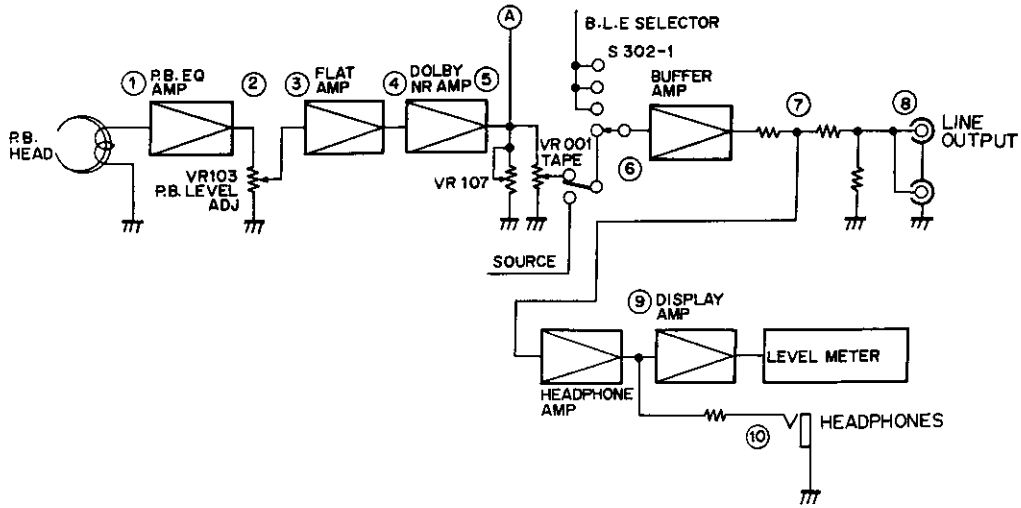 A
B.L.E SELECTOR
S 302-1
1
P.B. EQ
AMP
2
3
FLAT
AMP
4
DOLBY
NR AMP
5
BUFFER
AMP
7
8
LINE
OUTPUT
P.B.
HEAD
VR103
P.B. LEVEL
ADJ
VR 107
VR 001
TAPE
6
SOURCE
9
DISPLAY
AMP
HEADPHONE
AMP
LEVEL METER
10
HEADPHONES